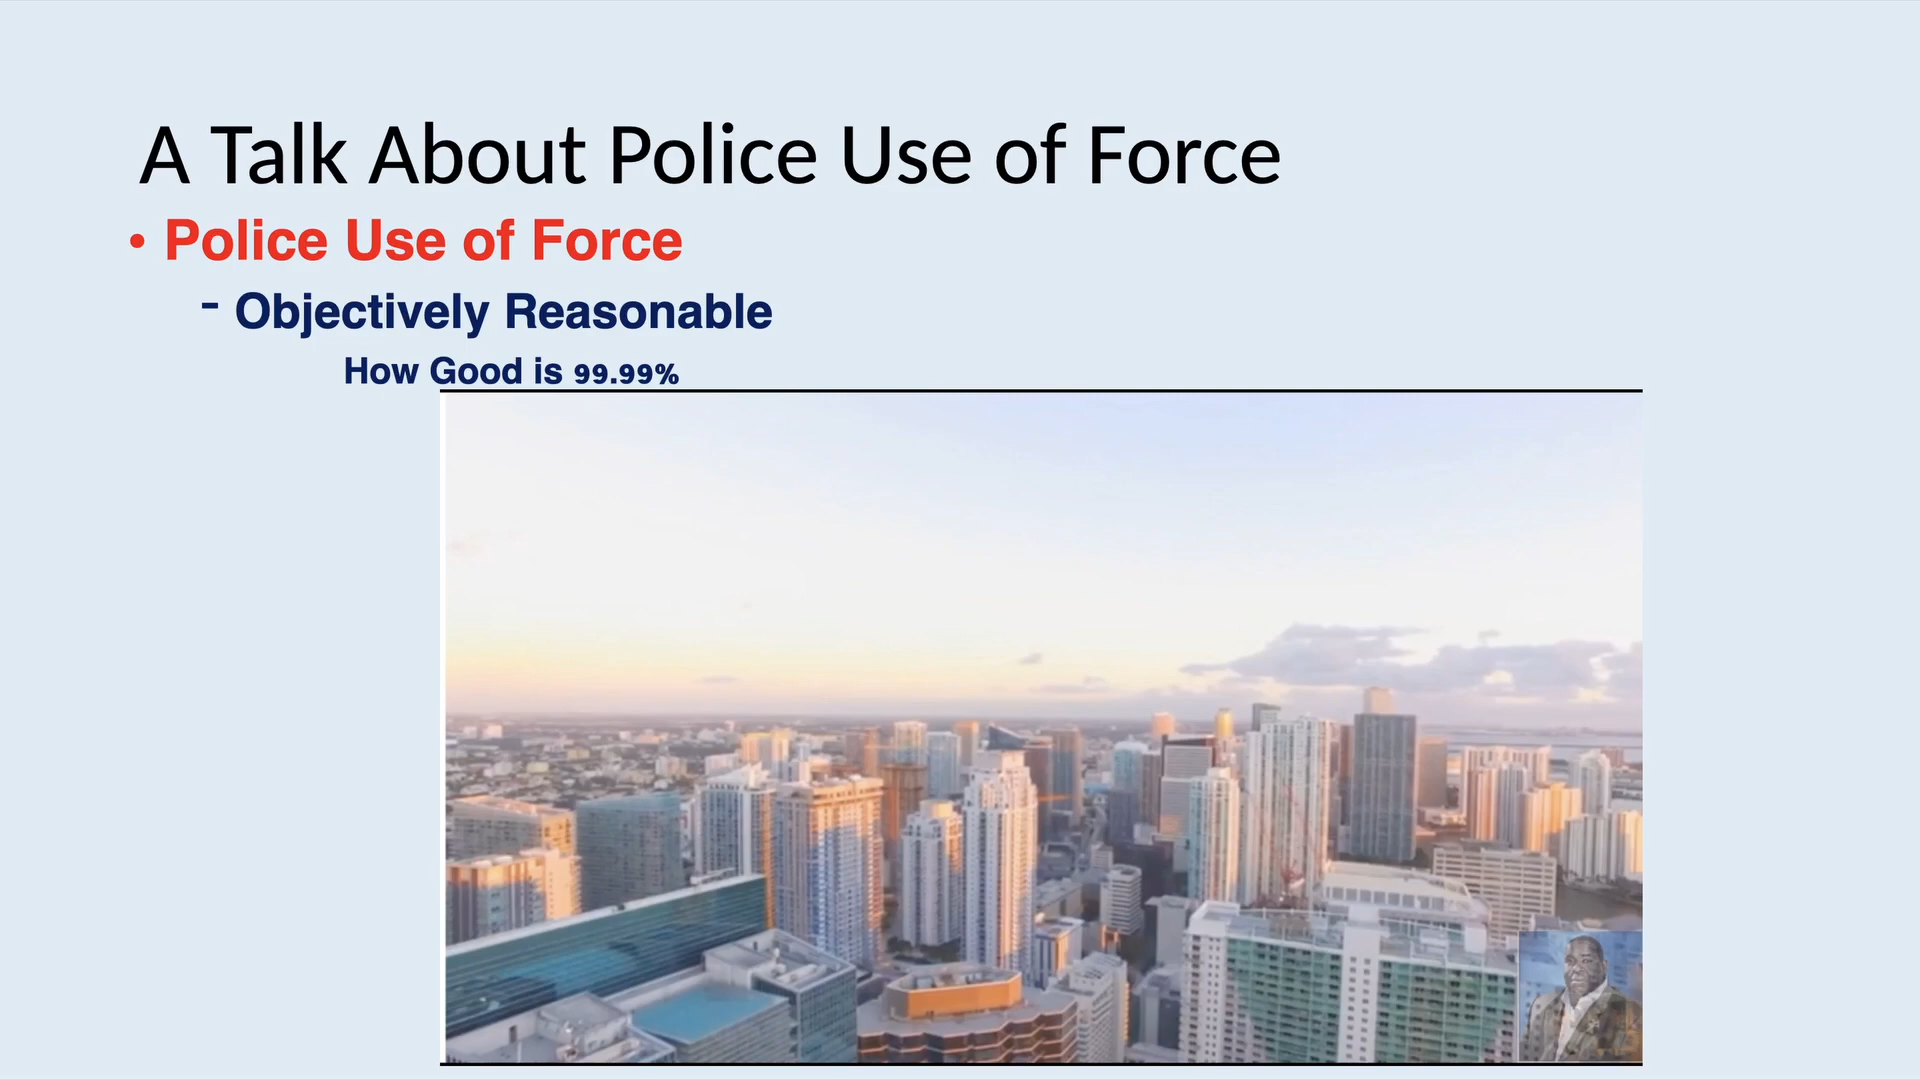 A Talk About Police Use of Force
• Police Use of Force
- Objectively Reasonable
How Good is 99.99%